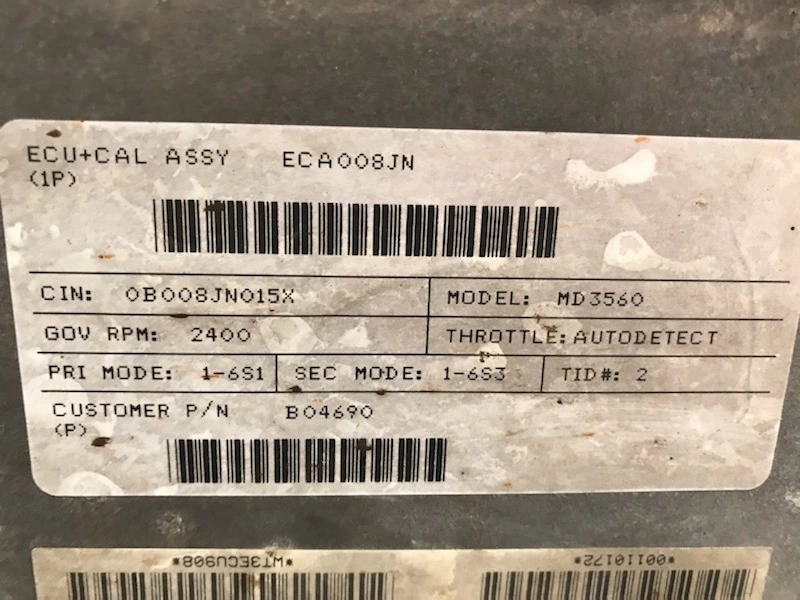 ECU+CAL ASSY ECA008JN
(1P)
CIN: 0B008JN015X MODEL: MD3560
GOV RPM: 2400 THROTTLE: AUTODETECT
PRI MODE: 1-6S1 SEC MODE: 1-6S3 TID#: 2
CUSTOMER P/N B04690
(P)
*WT3ECU908* *00110172*